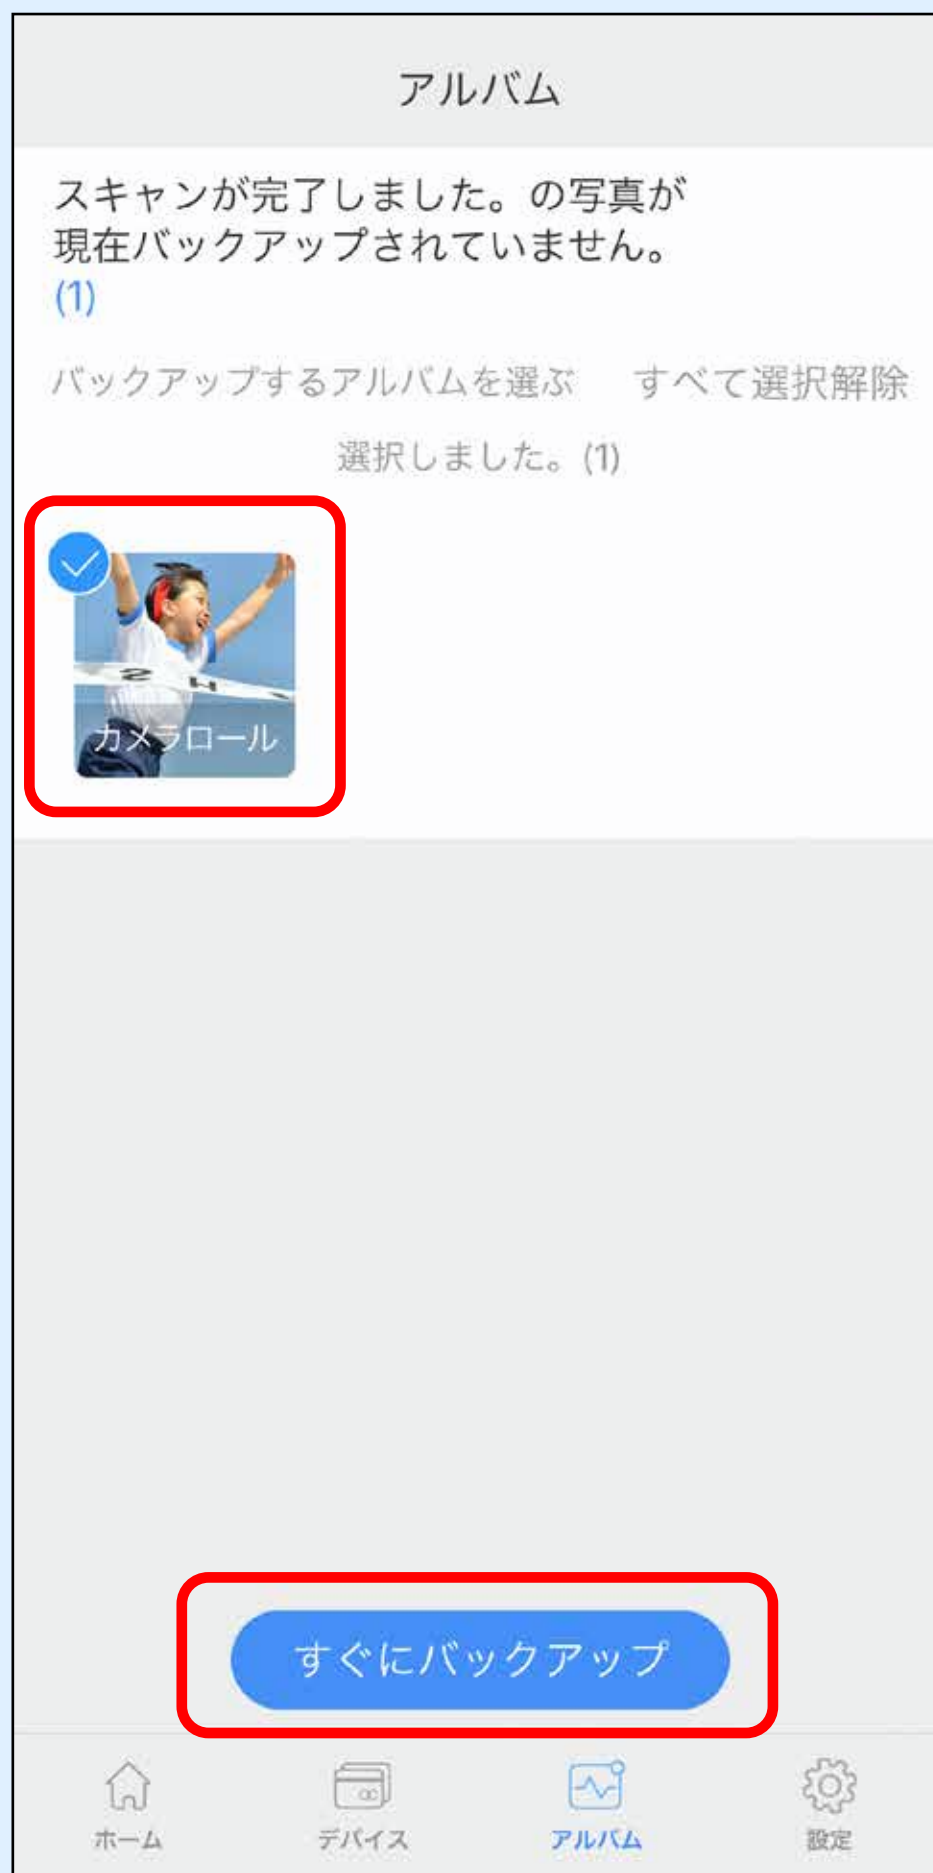 アルバム
スキャンが完了しました。の写真が
現在バックアップされていません。
(1)
バックアップするアルバムを選ぶ すべて選択解除
選択しました。(1)
カメラロール
すぐにバックアップ
ホーム デバイス アルバム 設定